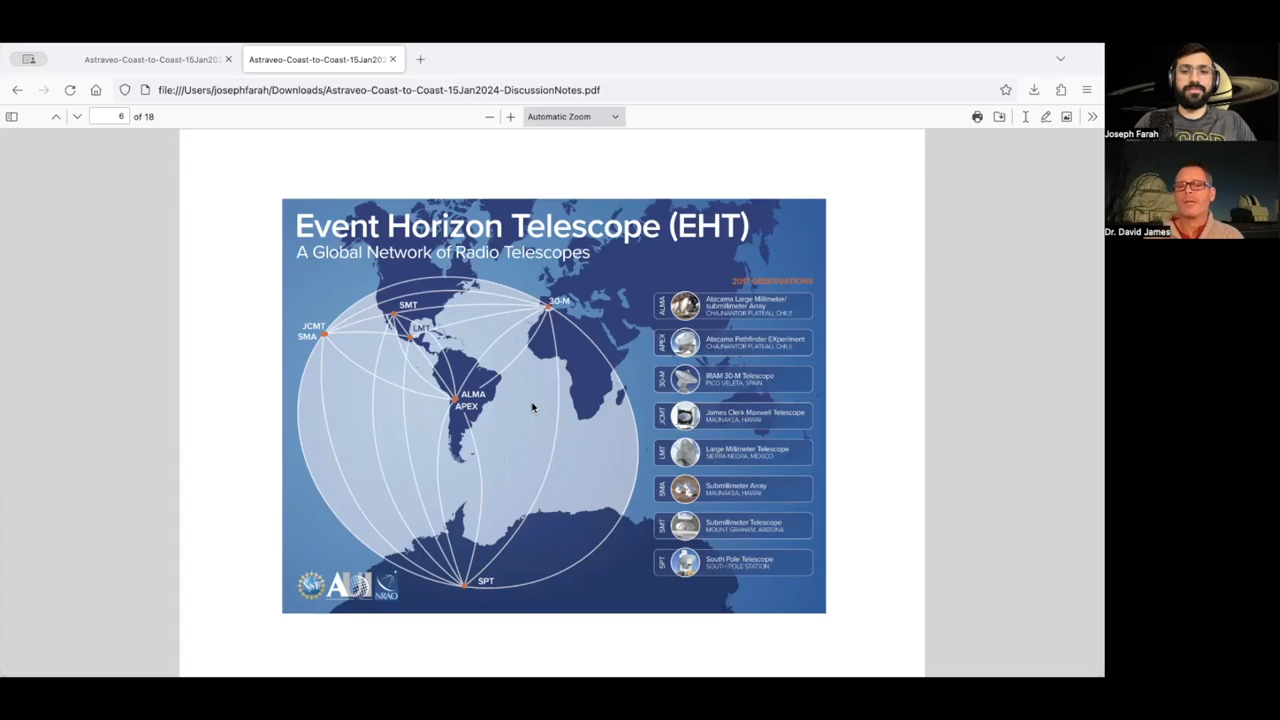 Astraveo-Coast-to-Coast-15Jan202
Astraveo-Coast-to-Coast-15Jan202
file:///Users/josephfarah/Downloads/Astraveo-Coast-to-Coast-15Jan2024-DiscussionNotes.pdf
6 of 18
Automatic Zoom
Event Horizon Telescope (EHT)
A Global Network of Radio Telescopes
2017 OBSERVATIONS
SMT
30-M
JCMT
SMA
LMT
ALMA
APEX
SPT
ALMA
Atacama Large Millimeter/
submillimeter Array
CHAJNANTOR PLATEAU, CHILE
APEX
Atacama Pathfinder EXperiment
CHAJNANTOR PLATEAU, CHILE
30-M
IRAM 30-M Telescope
PICO VELETA, SPAIN
JCMT
James Clerk Maxwell Telescope
MAUNAKEA, HAWAII
LMT
Large Millimeter Telescope
SIERRA NEGRA, MEXICO
SMA
Submillimeter Array
MAUNAKEA, HAWAII
SMT
Submillimeter Telescope
MOUNT GRAHAM, ARIZONA
SPT
South Pole Telescope
SOUTH POLE STATION
NSF
AUI
NRAO
Joseph Farah
Dr. David James